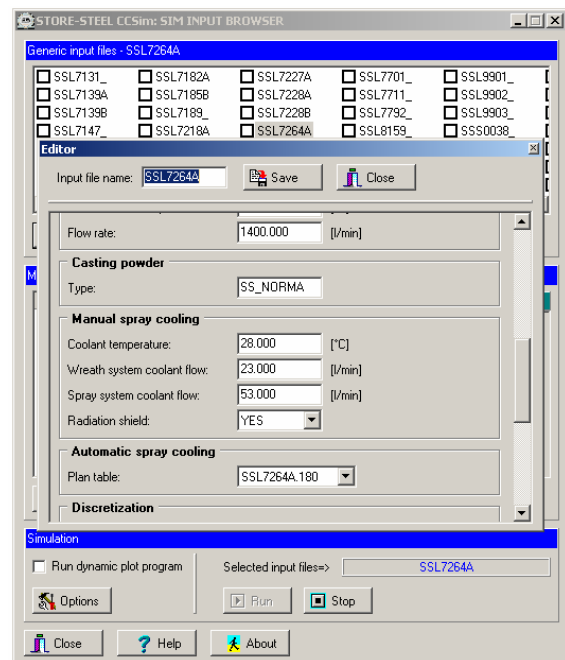 STORE-STEEL CCSim: SIM INPUT BROWSER
Generic input files - SSL7264A
SSL7131_ SSL7182A SSL7227A SSL7701_ SSL9901_
SSL7139A SSL7185B SSL7228A SSL7711_ SSL9902_
SSL7139B SSL7189_ SSL7228B SSL7792_ SSL9903_
SSL7147_ SSL7218A SSL7264A SSL8159_ SSS0038_
Editor
Input file name: SSL7264A Save Close
Flow rate: 1400.000 [l/min]
Casting powder
Type: SS_NORMA
Manual spray cooling
Coolant temperature: 28.000 [°C]
Wreath system coolant flow: 23.000 [l/min]
Spray system coolant flow: 53.000 [l/min]
Radiation shield: YES
Automatic spray cooling
Plan table: SSL7264A.180
Discretization
Simulation
Run dynamic plot program Selected input files=> SSL7264A
Options Run Stop
Close Help About